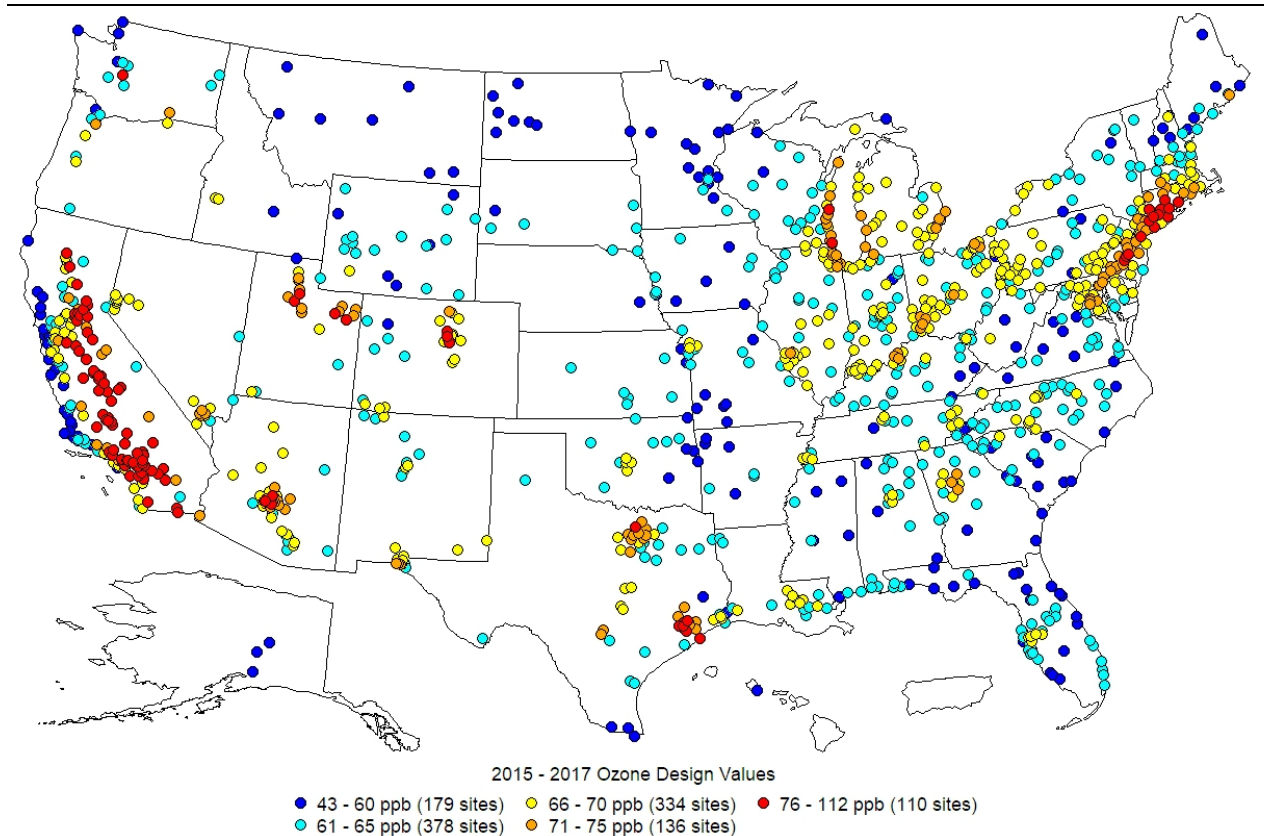 2015 - 2017 Ozone Design Values
43 - 60 ppb (179 sites) 66 - 70 ppb (334 sites) 76 - 112 ppb (110 sites)
61 - 65 ppb (378 sites) 71 - 75 ppb (136 sites)